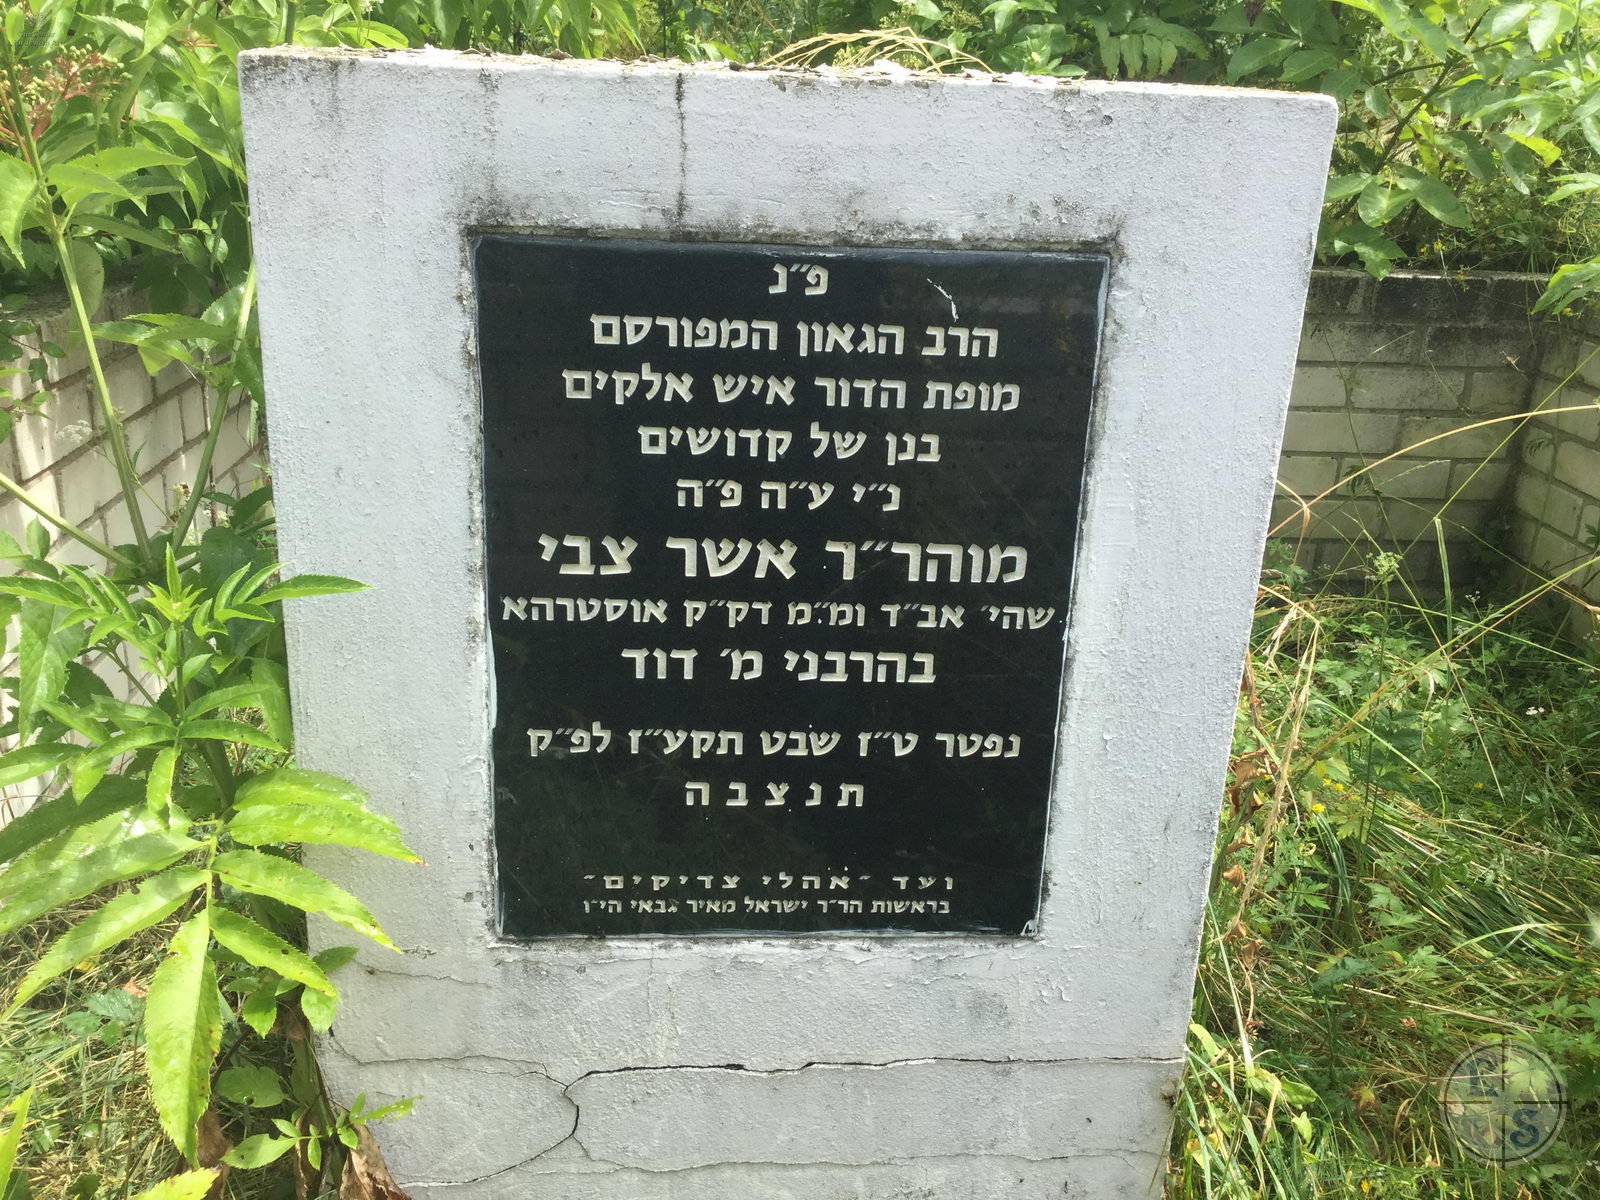 פ״נ
הרב הגאון המפורסם
מופת הדור איש אלקים
בנן של קדושים
נ״י ע״ה פ״ה
מוהר״ר אשר צבי
שהי׳ אב״ד ומ״מ דק״ק אוסטרהא
בהרבני מ׳ דוד
נפטר ט״ז שבט תקע״ז לפ״ק
ת נ צ ב ה
ועד ״אהלי צדיקים״
בראשות הר״ר ישראל מאיר גבאי הי״ו
E S